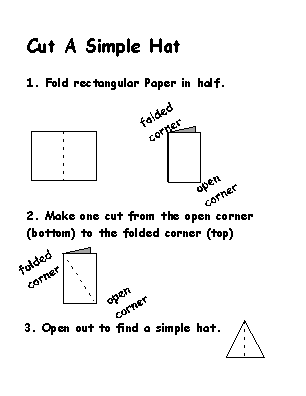 Cut A Simple Hat
1. Fold rectangular Paper in half.
folded
corner
open
corner
2. Make one cut from the open corner
(bottom) to the folded corner (top)
folded
corner
open
corner
3. Open out to find a simple hat.